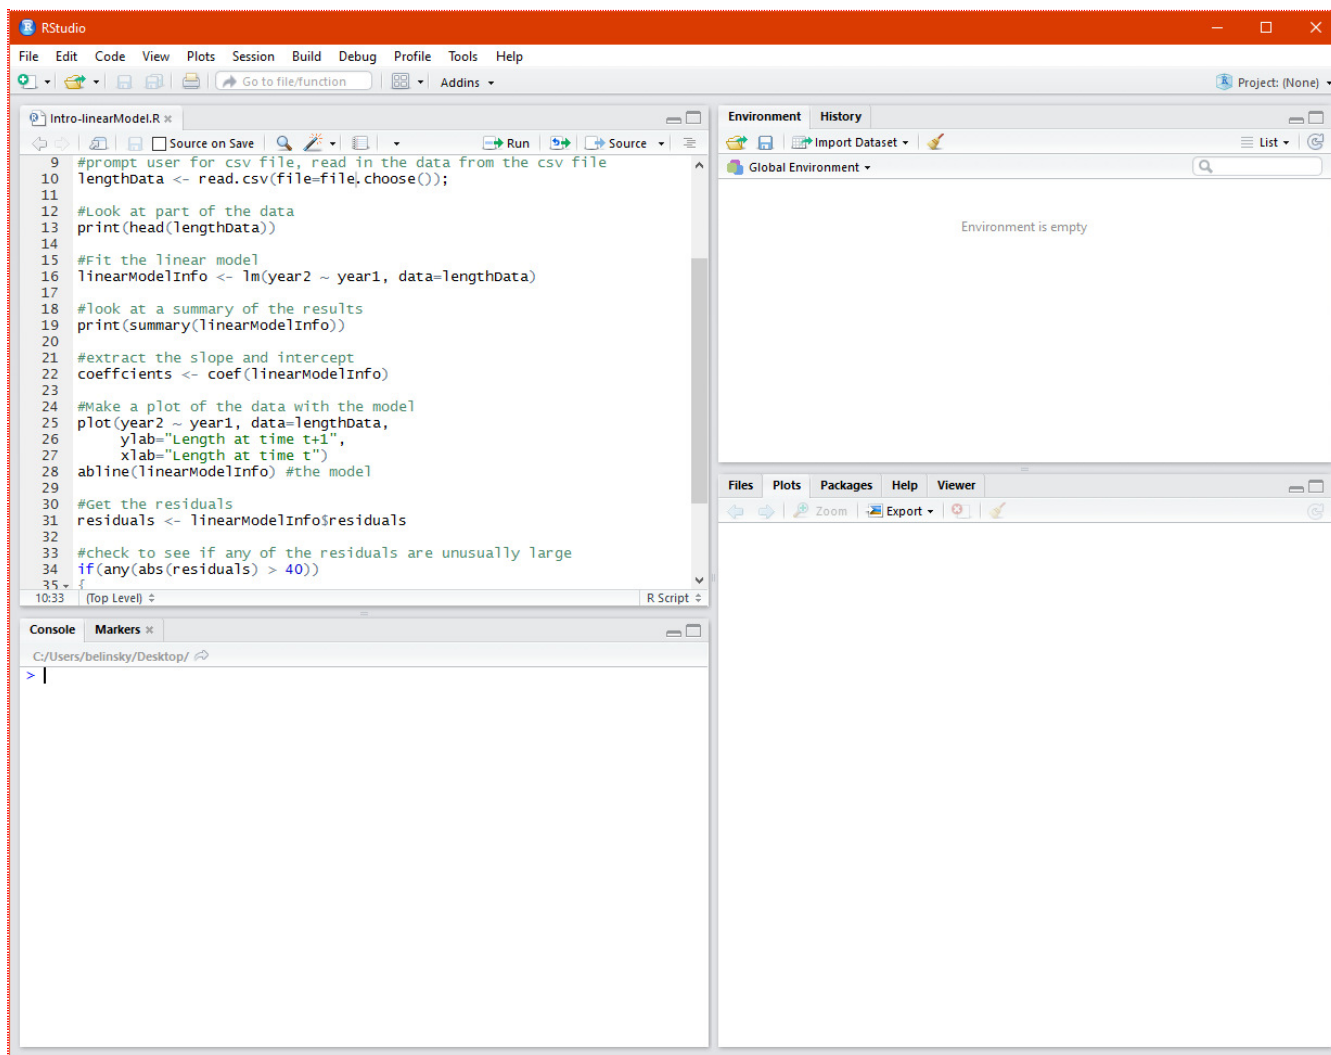 RStudio
File Edit Code View Plots Session Build Debug Profile Tools Help
Go to file/function Addins Project: (None)
Intro-linearModel.R
Source on Save Run Source
9 #prompt user for csv file, read in the data from the csv file
10 lengthData <- read.csv(file=file.choose());
11
12 #Look at part of the data
13 print(head(lengthData))
14
15 #Fit the linear model
16 linearModelInfo <- lm(year2 ~ year1, data=lengthData)
17
18 #look at a summary of the results
19 print(summary(linearModelInfo))
20
21 #extract the slope and intercept
22 coeffcients <- coef(linearModelInfo)
23
24 #Make a plot of the data with the model
25 plot(year2 ~ year1, data=lengthData,
26 ylab="Length at time t+1",
27 xlab="Length at time t")
28 abline(linearModelInfo) #the model
29
30 #Get the residuals
31 residuals <- linearModelInfo$residuals
32
33 #check to see if any of the residuals are unusually large
34 if(any(abs(residuals) > 40))
35 {
10:33 (Top Level) R Script
Console Markers
C:/Users/belinsky/Desktop/
>
Environment History
Import Dataset List
Global Environment
Environment is empty
Files Plots Packages Help Viewer
Zoom Export